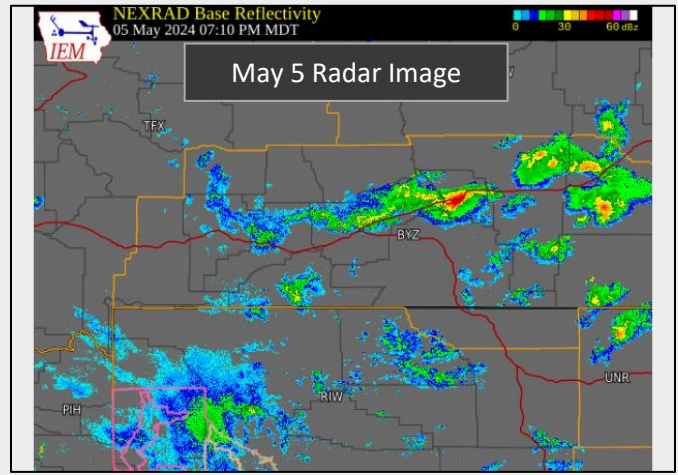 NEXRAD Base Reflectivity
05 May 2024 07:10 PM MDT
0 30 60 dBz
IEM
May 5 Radar Image
TFX
BYZ
UNR
RIW
PIH